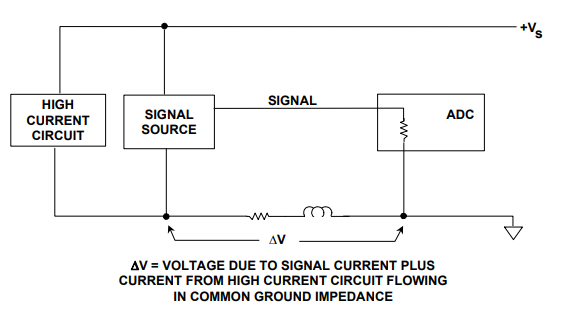 +Vs
HIGH
CURRENT
CIRCUIT
SIGNAL
SOURCE
SIGNAL
ADC
ΔV
ΔV = VOLTAGE DUE TO SIGNAL CURRENT PLUS
CURRENT FROM HIGH CURRENT CIRCUIT FLOWING
IN COMMON GROUND IMPEDANCE